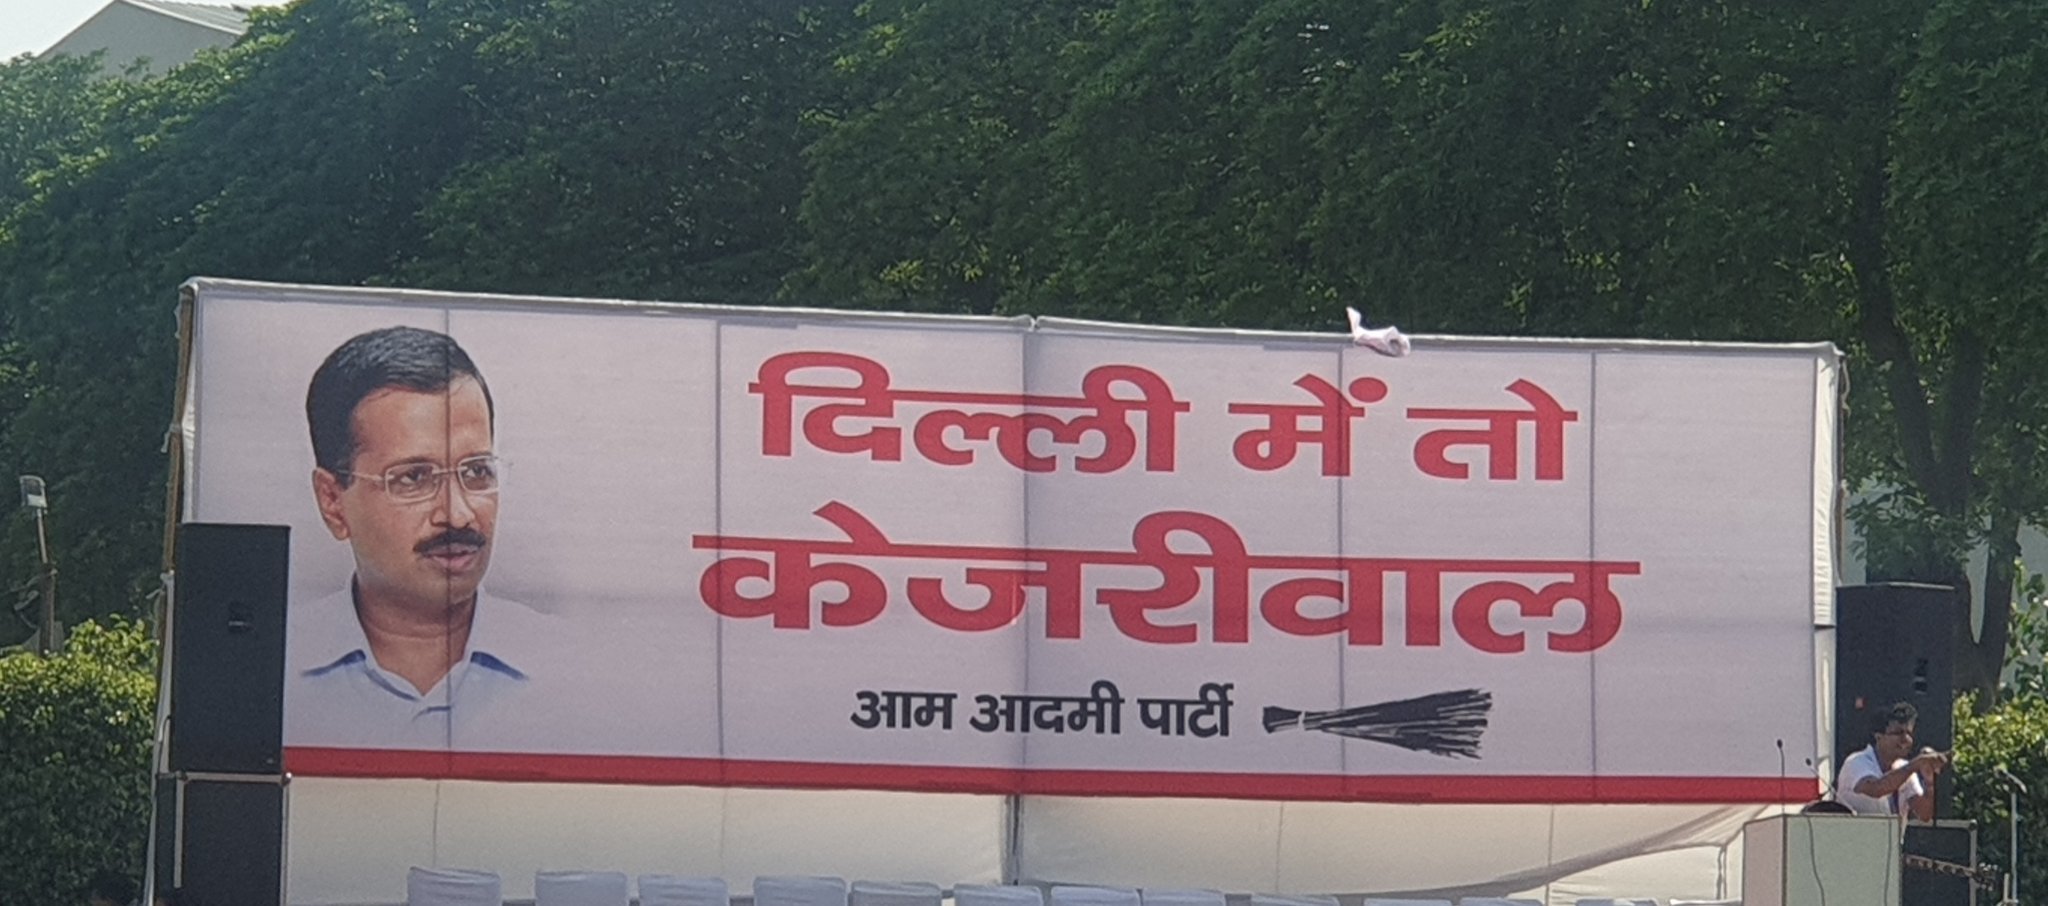 दिल्ली में तो
केजरीवाल
आम आदमी पार्टी